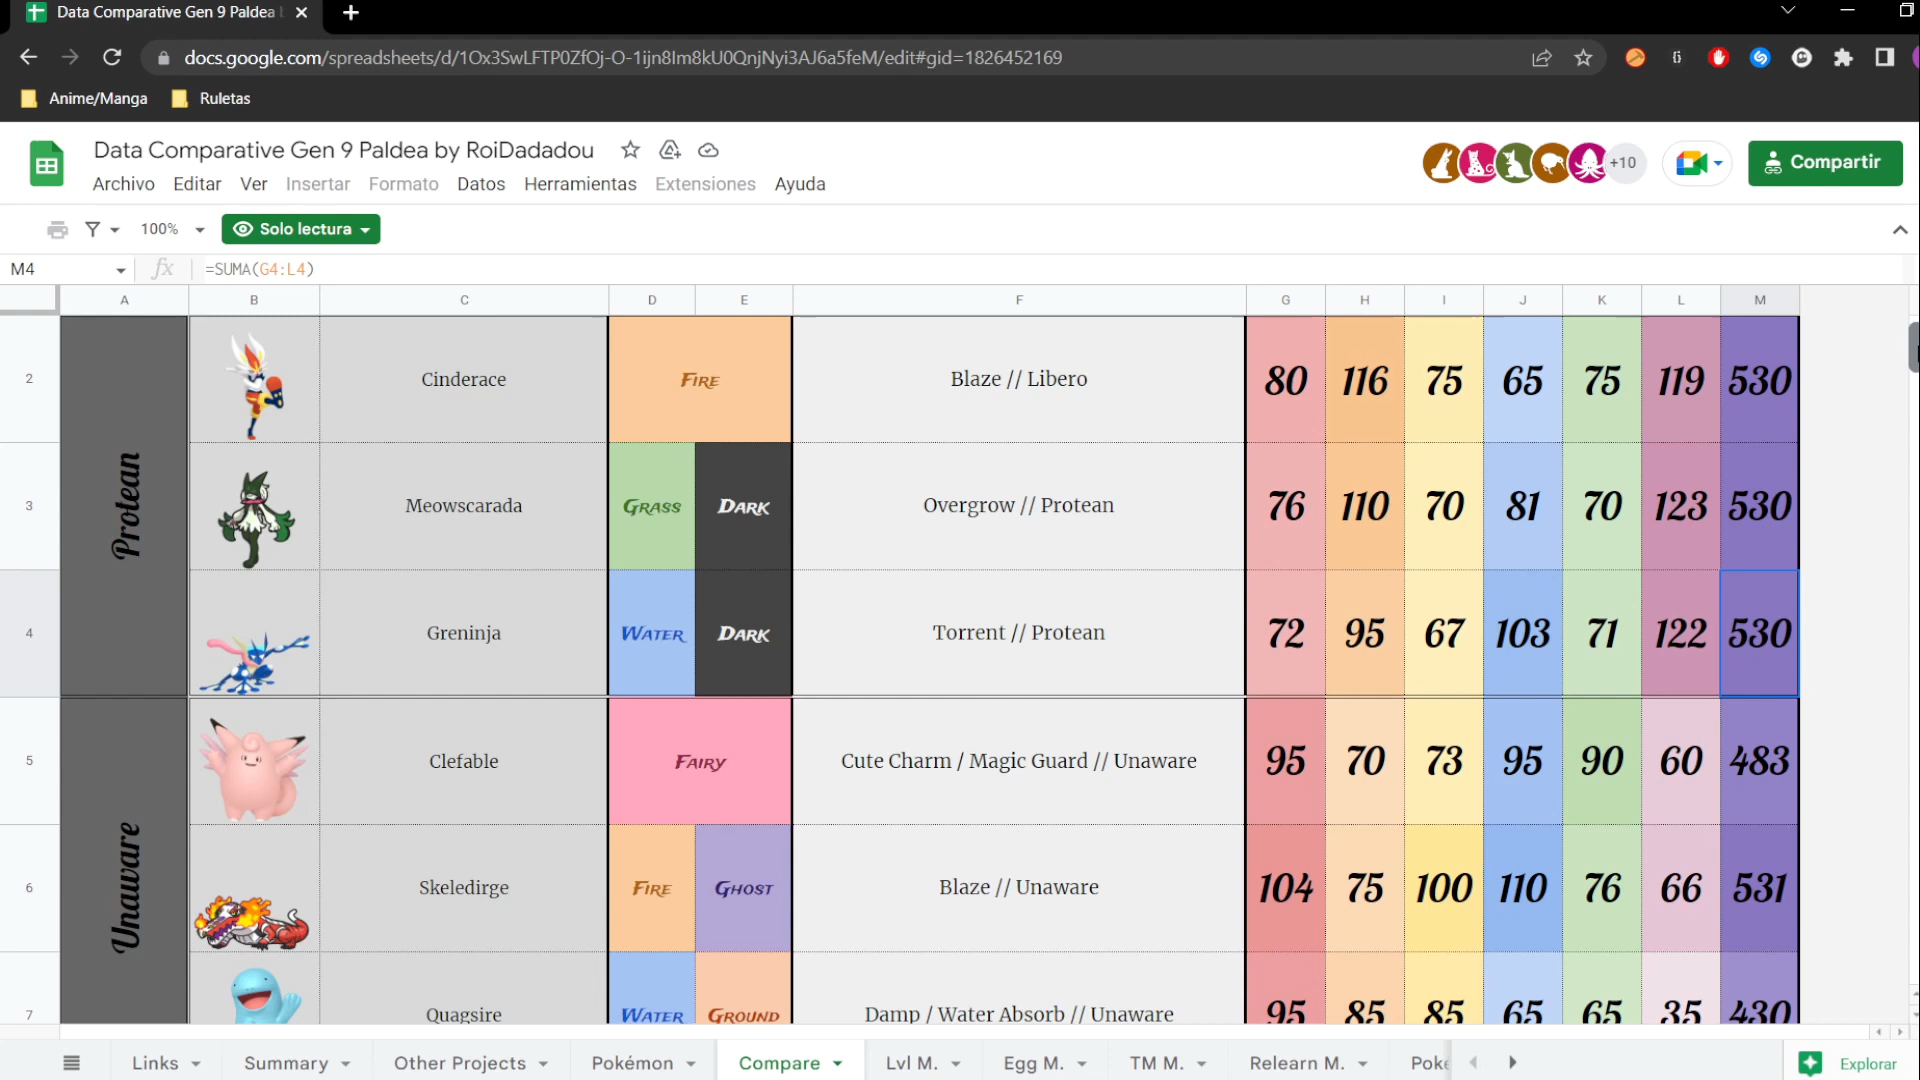 Data Comparative Gen 9 Paldea
docs.google.com/spreadsheets/d/1Ox3SwLFTP0ZfOj-O-1ijn8Im8kU0QnjNyi3AJ6a5feM/edit#gid=1826452169
Anime/Manga Ruletas
Data Comparative Gen 9 Paldea by RoiDadadou
+10
Compartir
Archivo Editar Ver Insertar Formato Datos Herramientas Extensiones Ayuda
100% Solo lectura
M4 fx =SUMA(G4:L4)
A B C D E F G H I J K L M
Protean
2 Cinderace FIRE Blaze // Libero 80 116 75 65 75 119 530
3 Meowscarada GRASS DARK Overgrow // Protean 76 110 70 81 70 123 530
4 Greninja WATER DARK Torrent // Protean 72 95 67 103 71 122 530
Unaware
5 Clefable FAIRY Cute Charm / Magic Guard // Unaware 95 70 73 95 90 60 483
6 Skeledirge FIRE GHOST Blaze // Unaware 104 75 100 110 76 66 531
7 Quagsire WATER GROUND Damp / Water Absorb // Unaware 95 85 85 65 65 35 430
Links Summary Other Projects Pokémon Compare Lvl M. Egg M. TM M. Relearn M. Poké Explorar